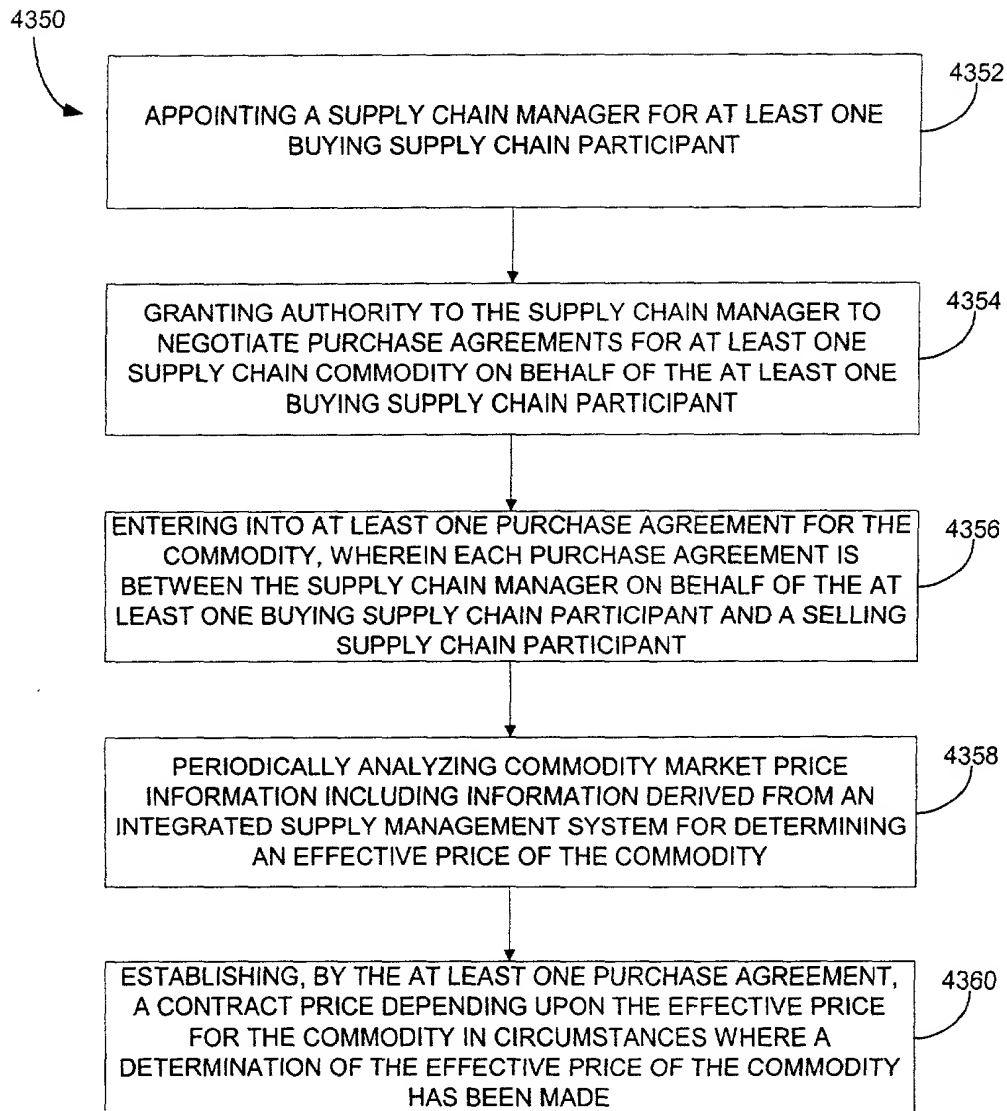 4350
4352
APPOINTING A SUPPLY CHAIN MANAGER FOR AT LEAST ONE
BUYING SUPPLY CHAIN PARTICIPANT
4354
GRANTING AUTHORITY TO THE SUPPLY CHAIN MANAGER TO
NEGOTIATE PURCHASE AGREEMENTS FOR AT LEAST ONE
SUPPLY CHAIN COMMODITY ON BEHALF OF THE AT LEAST ONE
BUYING SUPPLY CHAIN PARTICIPANT
4356
ENTERING INTO AT LEAST ONE PURCHASE AGREEMENT FOR THE
COMMODITY, WHEREIN EACH PURCHASE AGREEMENT IS
BETWEEN THE SUPPLY CHAIN MANAGER ON BEHALF OF THE AT
LEAST ONE BUYING SUPPLY CHAIN PARTICIPANT AND A SELLING
SUPPLY CHAIN PARTICIPANT
4358
PERIODICALLY ANALYZING COMMODITY MARKET PRICE
INFORMATION INCLUDING INFORMATION DERIVED FROM AN
INTEGRATED SUPPLY MANAGEMENT SYSTEM FOR DETERMINING
AN EFFECTIVE PRICE OF THE COMMODITY
4360
ESTABLISHING, BY THE AT LEAST ONE PURCHASE AGREEMENT,
A CONTRACT PRICE DEPENDING UPON THE EFFECTIVE PRICE
FOR THE COMMODITY IN CIRCUMSTANCES WHERE A
DETERMINATION OF THE EFFECTIVE PRICE OF THE COMMODITY
HAS BEEN MADE